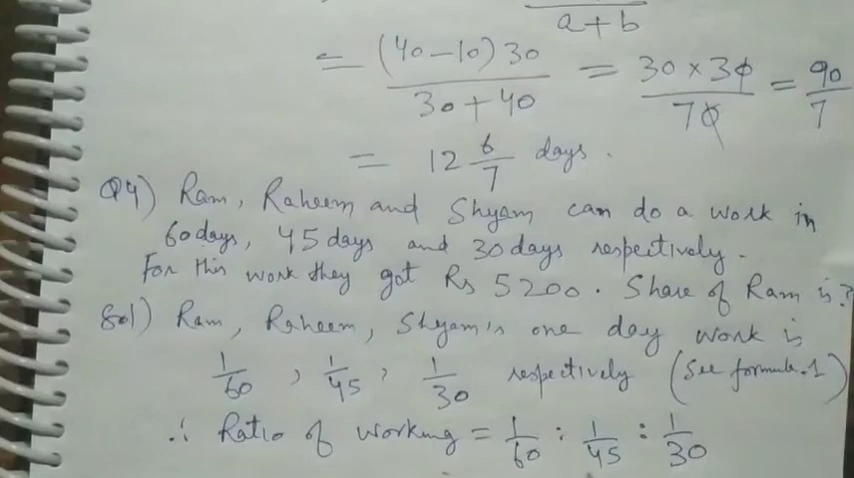 a+b
= (40-10)30 / 30+40 = 30×30 / 70 = 90/7
= 12 6/7 days.
Q4) Ram, Raheem and Shyam can do a work in
60days, 45 days and 30 days respectively.
For this work they got Rs 5200. Share of Ram is?
Sol) Ram, Raheem, Shyam's one day work is
1/60, 1/45, 1/30 respectively (See formula.1)
∴ Ratio of working = 1/60 : 1/45 : 1/30